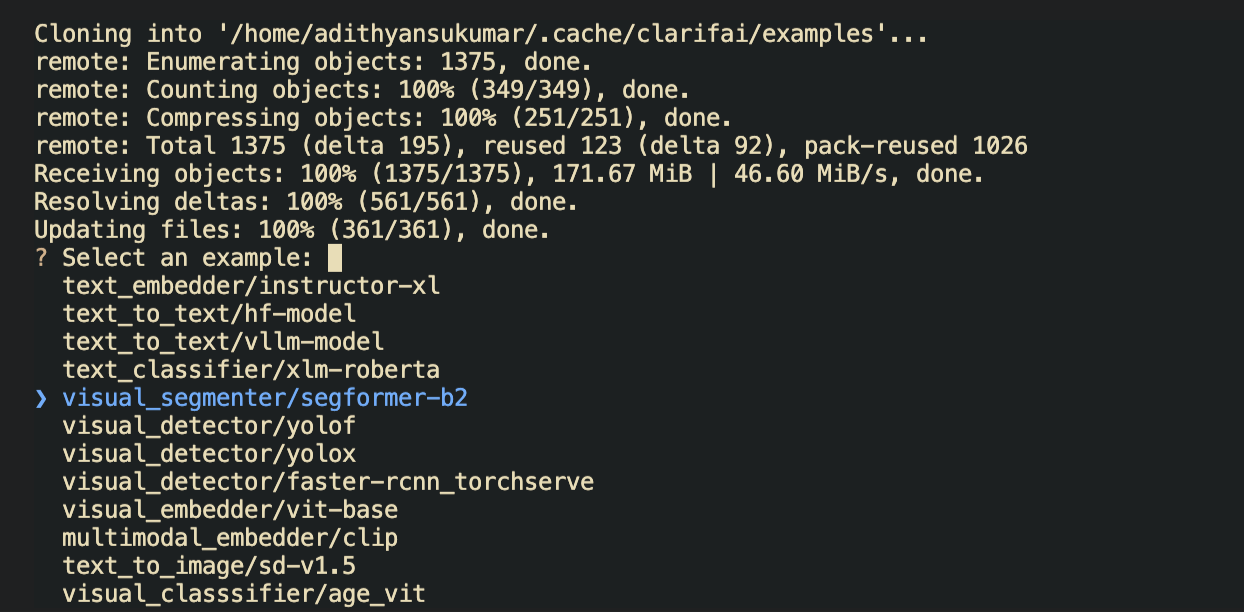 Cloning into '/home/adithyansukumar/.cache/clarifai/examples'...
remote: Enumerating objects: 1375, done.
remote: Counting objects: 100% (349/349), done.
remote: Compressing objects: 100% (251/251), done.
remote: Total 1375 (delta 195), reused 123 (delta 92), pack-reused 1026
Receiving objects: 100% (1375/1375), 171.67 MiB | 46.60 MiB/s, done.
Resolving deltas: 100% (561/561), done.
Updating files: 100% (361/361), done.
? Select an example:
text_embedder/instructor-xl
text_to_text/hf-model
text_to_text/vllm-model
text_classifier/xlm-roberta
❯ visual_segmenter/segformer-b2
visual_detector/yolof
visual_detector/yolox
visual_detector/faster-rcnn_torchserve
visual_embedder/vit-base
multimodal_embedder/clip
text_to_image/sd-v1.5
visual_classsifier/age_vit